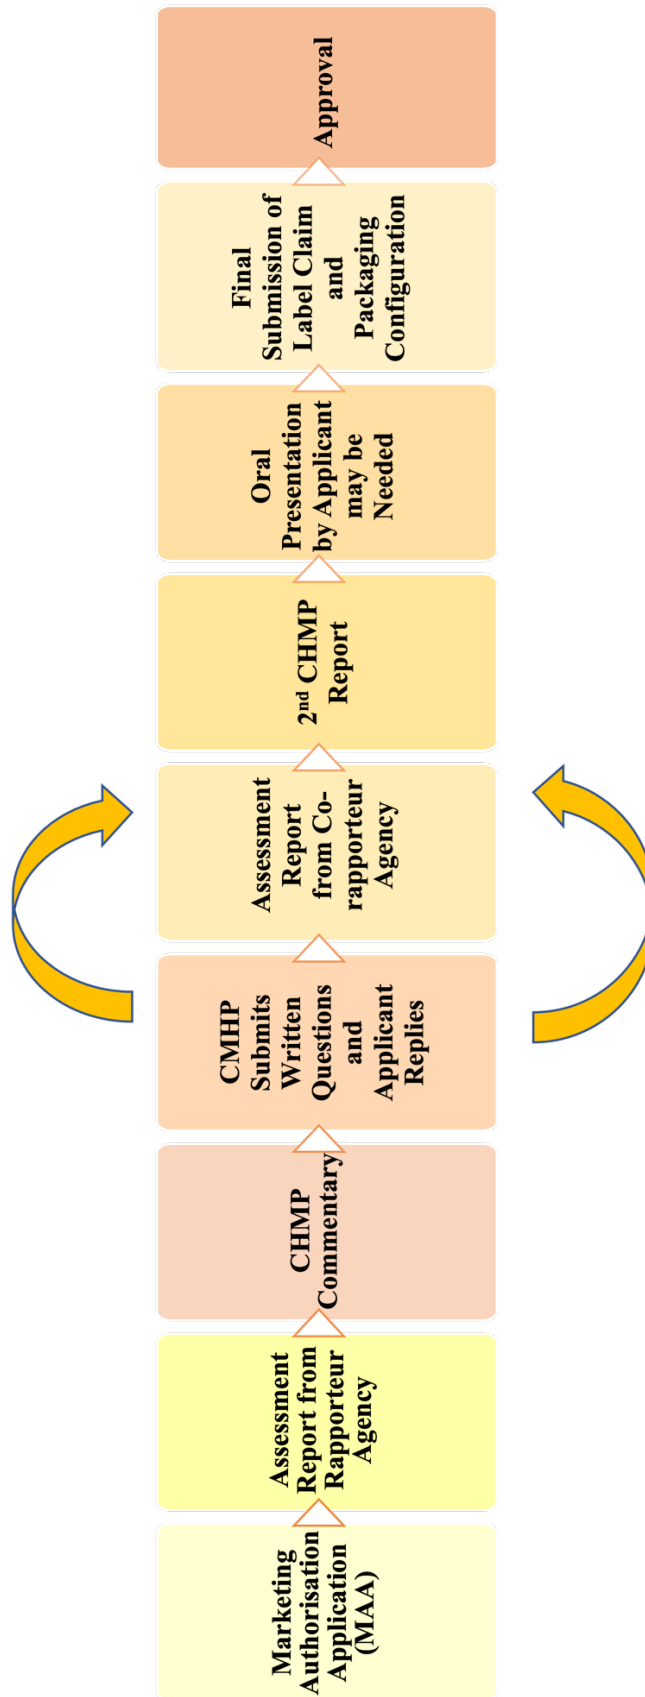 Marketing
Authorisation
Application
(MAA)
Assessment
Report from
Rapporteur
Agency
CHMP
Commentary
CMHP
Submits
Written
Questions
and
Applicant
Replies
Assessment
Report
from Co-
rapporteur
Agency
2nd CHMP
Report
Oral
Presentation
by Applicant
may be
Needed
Final
Submission of
Label Claim
and
Packaging
Configuration
Approval